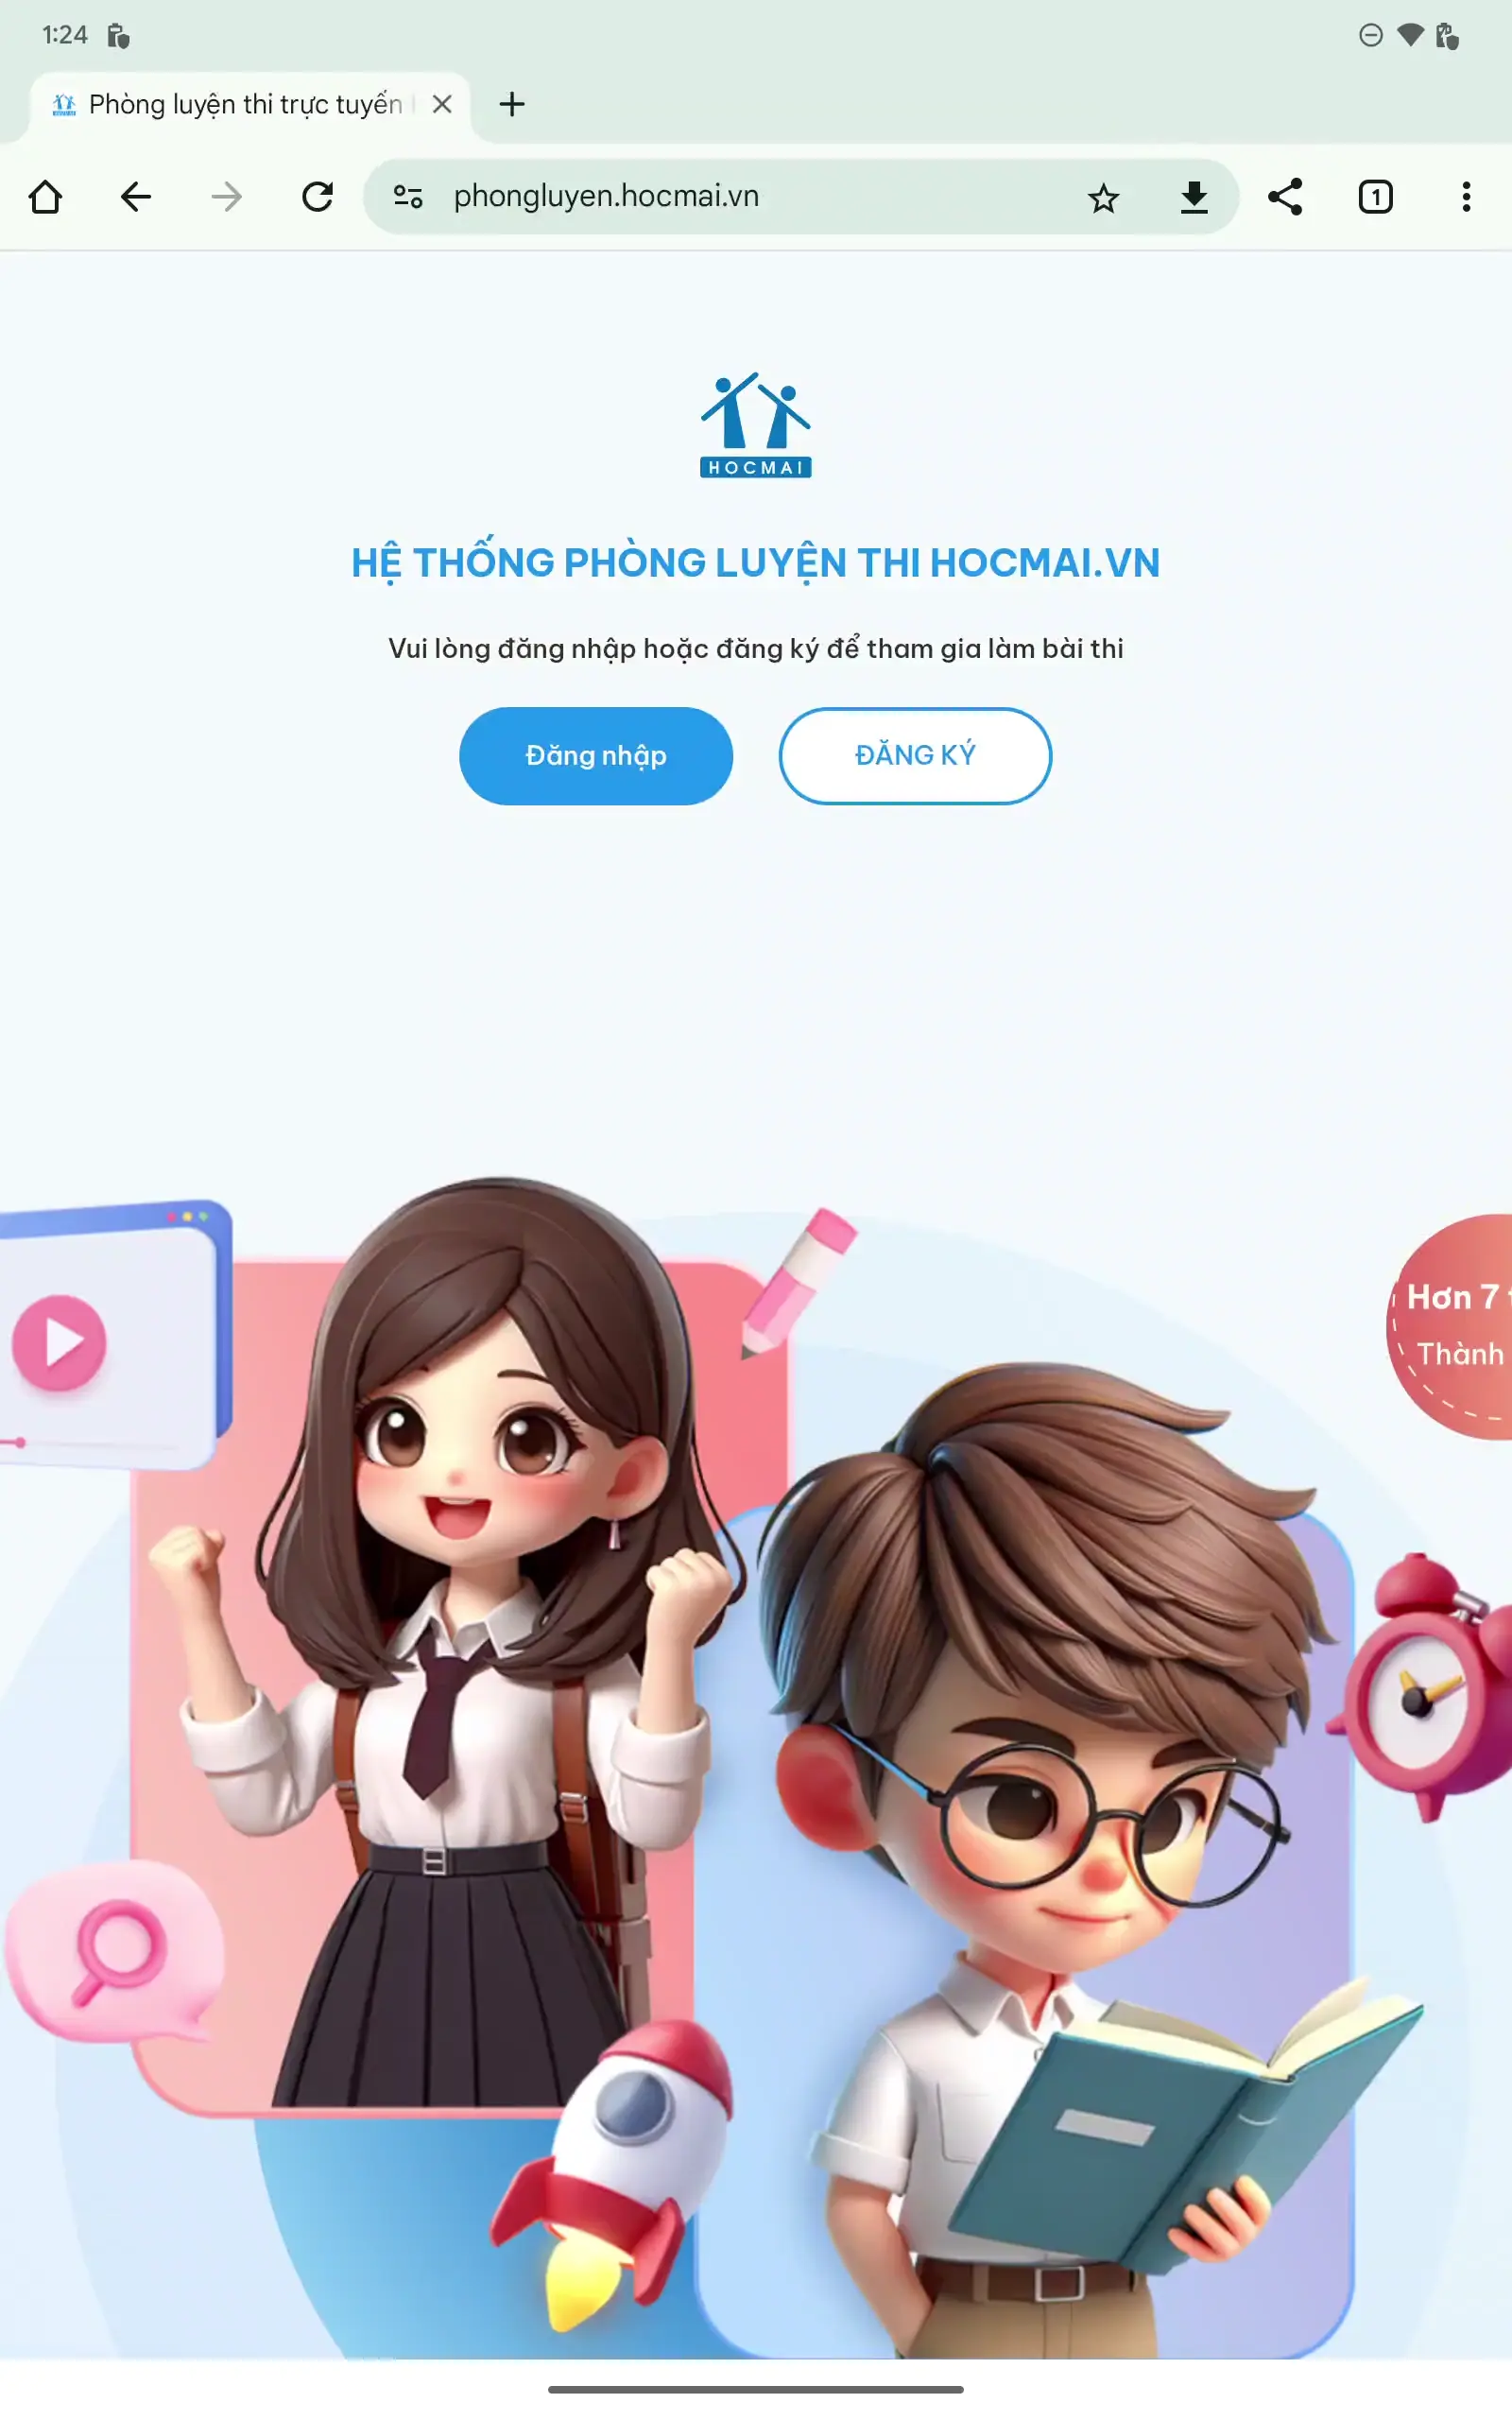 1:24
Phòng luyện thi trực tuyến
phongluyen.hocmai.vn
1
HOCMAI
HỆ THỐNG PHÒNG LUYỆN THI HOCMAI.VN
Vui lòng đăng nhập hoặc đăng ký để tham gia làm bài thi
Đăng nhập
ĐĂNG KÝ
Hơn 7
Thành